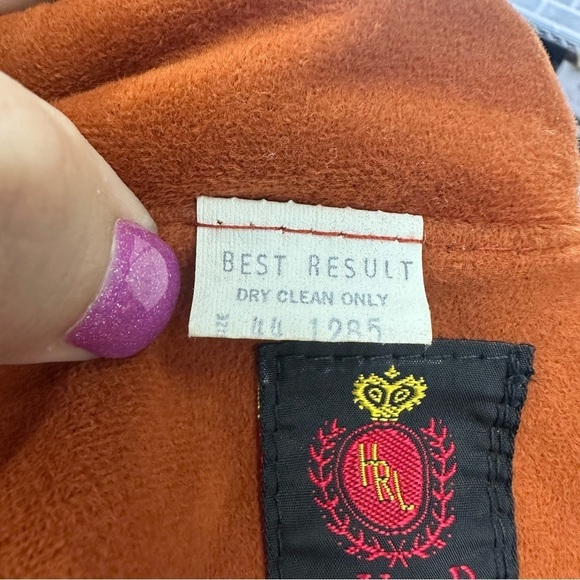 BEST RESULT
DRY CLEAN ONLY
44 1285
HRL